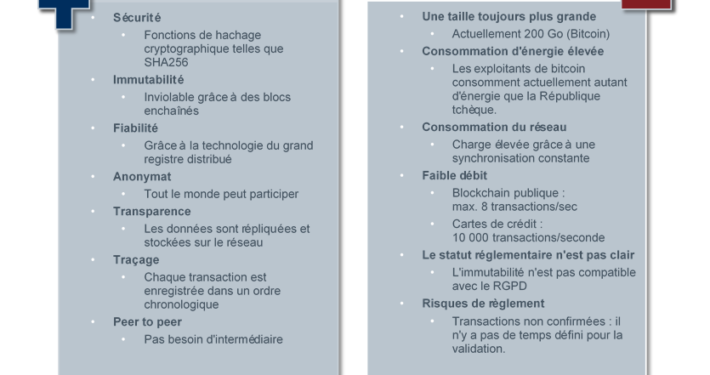 Sécurité
Fonctions de hachage
cryptographique telles que
SHA256
Immutabilité
Inviolable grâce à des blocs
enchaînés
Fiabilité
Grâce à la technologie du grand
registre distribué
Anonymat
Tout le monde peut participer
Transparence
Les données sont répliquées et
stockées sur le réseau
Traçage
Chaque transaction est
enregistrée dans un ordre
chronologique
Peer to peer
Pas besoin d'intermédiaire
Une taille toujours plus grande
Actuellement 200 Go (Bitcoin)
Consommation d'énergie élevée
Les exploitants de bitcoin
consomment actuellement autant
d'énergie que la République
tchèque.
Consommation du réseau
Charge élevée grâce à une
synchronisation constante
Faible débit
Blockchain publique :
max. 8 transactions/sec
Cartes de crédit :
10 000 transactions/seconde
Le statut réglementaire n'est pas clair
L'immutabilité n'est pas compatible
avec le RGPD
Risques de règlement
Transactions non confirmées : il
n'y a pas de temps défini pour la
validation.